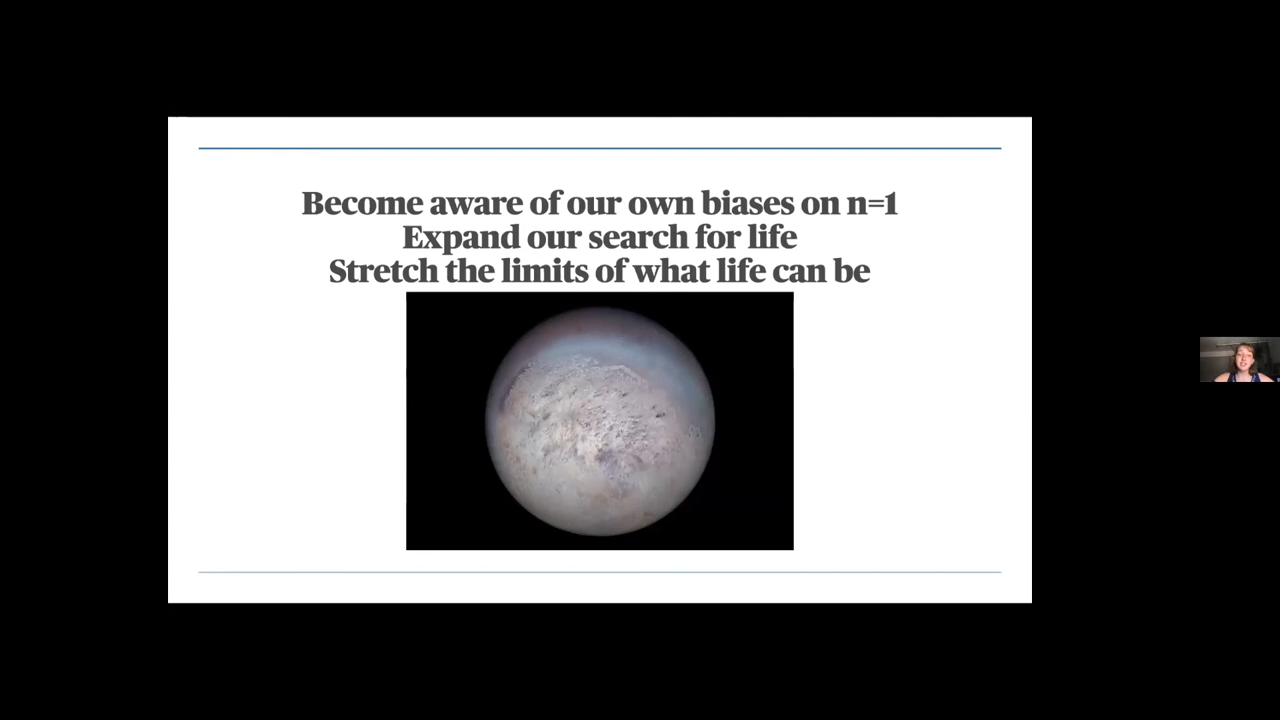 Become aware of our own biases on n=1
Expand our search for life
Stretch the limits of what life can be